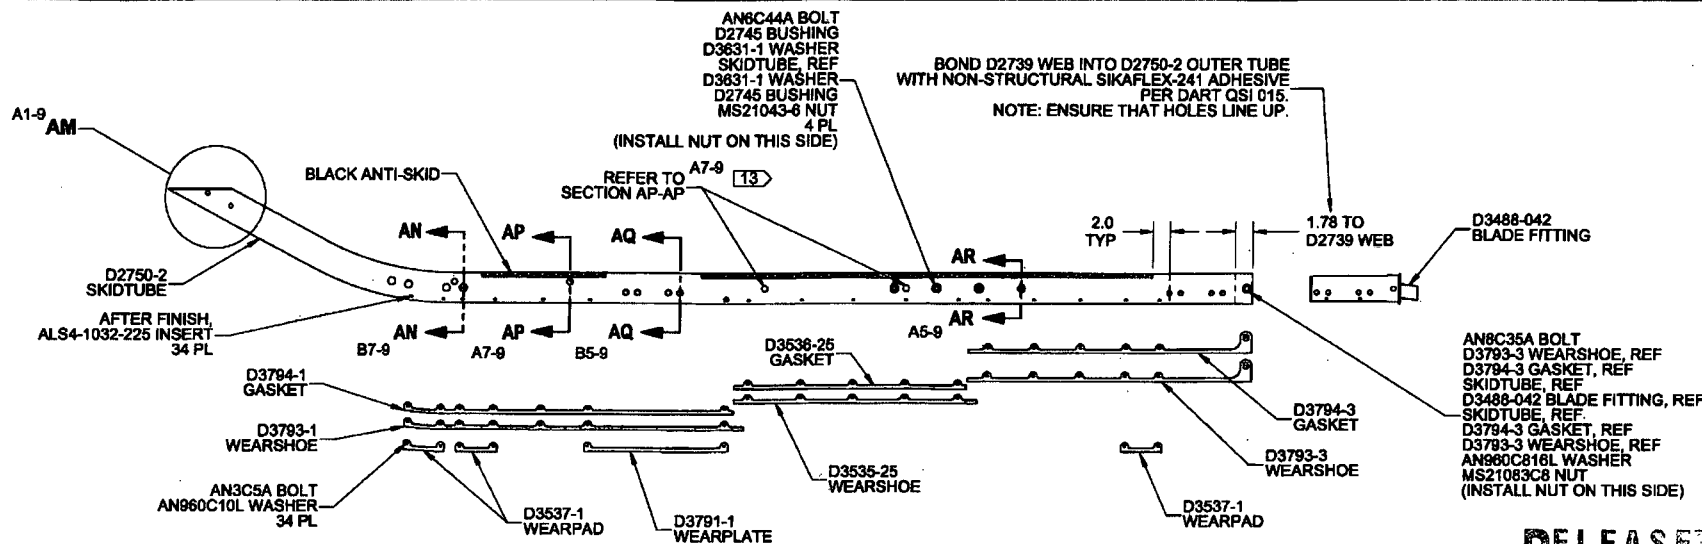 AN6C44A BOLT
D2745 BUSHING
D3631-1 WASHER
SKIDTUBE, REF
D3631-1 WASHER
D2745 BUSHING
MS21043-6 NUT
4 PL
(INSTALL NUT ON THIS SIDE)
BOND D2739 WEB INTO D2750-2 OUTER TUBE
WITH NON-STRUCTURAL SIKAFLEX-241 ADHESIVE
PER DART QSI 015.
NOTE: ENSURE THAT HOLES LINE UP.
A1-9
AM
BLACK ANTI-SKID
REFER TO
SECTION AP-AP
A7-9
13
AN
AP
AQ
AR
2.0
TYP
1.78 TO
D2739 WEB
D3488-042
BLADE FITTING
D2750-2
SKIDTUBE
AFTER FINISH,
ALS4-1032-225 INSERT
34 PL
AN
AP
AQ
AR
B7-9
A7-9
B5-9
A5-9
D3794-1
GASKET
D3793-1
WEARSHOE
AN3C5A BOLT
AN960C10L WASHER
34 PL
D3537-1
WEARPAD
D3791-1
WEARPLATE
D3536-25
GASKET
D3535-25
WEARSHOE
D3794-3
GASKET
D3793-3
WEARSHOE
D3537-1
WEARPAD
AN8C35A BOLT
D3793-3 WEARSHOE, REF
D3794-3 GASKET, REF
SKIDTUBE, REF
D3488-042 BLADE FITTING, REF
SKIDTUBE, REF.
D3794-3 GASKET, REF
D3793-3 WEARSHOE, REF
AN960C816L WASHER
MS21083C8 NUT
(INSTALL NUT ON THIS SIDE)